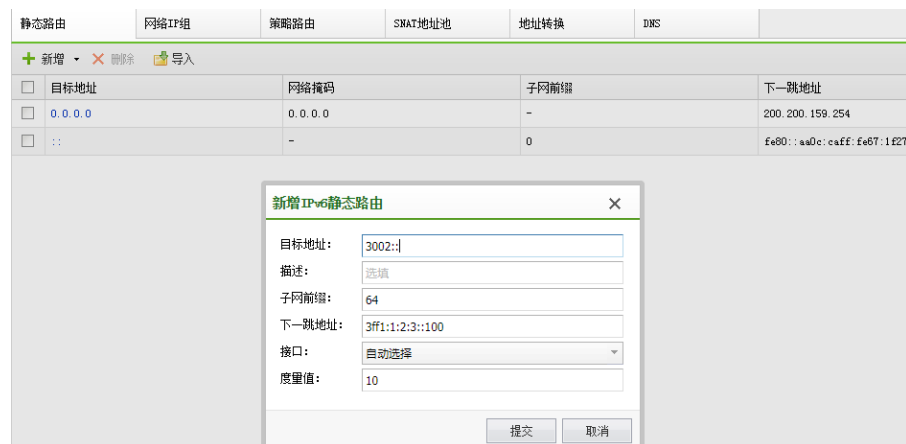 静态路由 网络IP组 策略路由 SNAT地址池 地址转换 DNS
新增 删除 导入
目标地址 网络掩码 子网前缀 下一跳地址
0.0.0.0 0.0.0.0 - 200.200.159.254
:: - 0 fe80::aa0c:caff:fe67:1f27
新增IPv6静态路由
目标地址: 3002::
描述: 选填
子网前缀: 64
下一跳地址: 3ff1:1:2:3::100
接口: 自动选择
度量值: 10
提交 取消